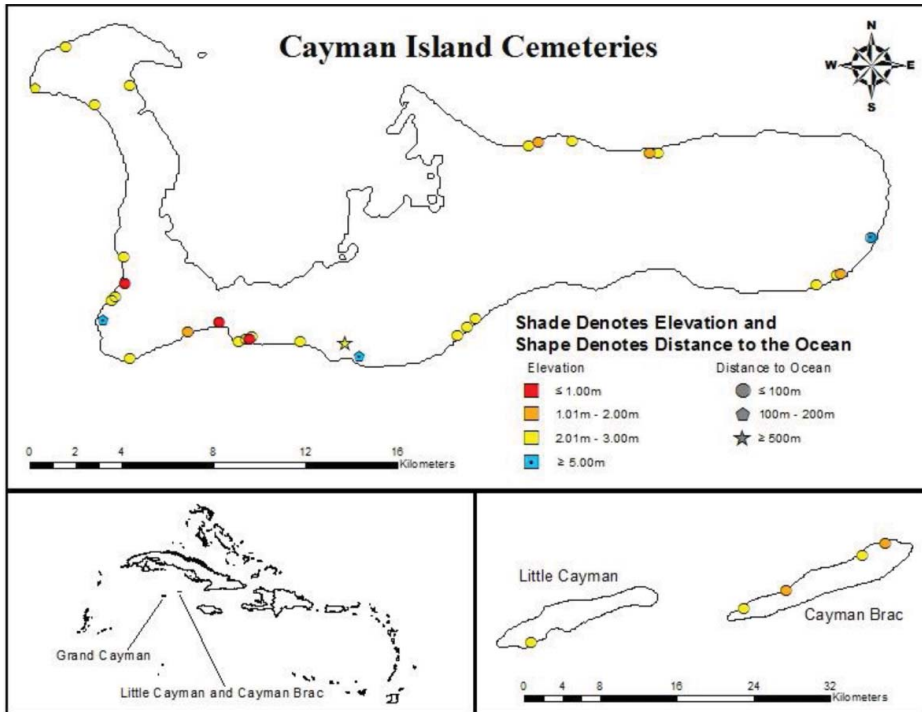 Cayman Island Cemeteries
N
W E
S
Shade Denotes Elevation and
Shape Denotes Distance to the Ocean
Elevation
Distance to Ocean
≤ 1.00m
≤ 100m
1.01m - 2.00m
100m - 200m
2.01m - 3.00m
≥ 500m
≥ 5.00m
0 2 4 8 12 16
Kilometers
Grand Cayman
Little Cayman and Cayman Brac
Little Cayman
Cayman Brac
0 4 8 16 24 32
Kilometers